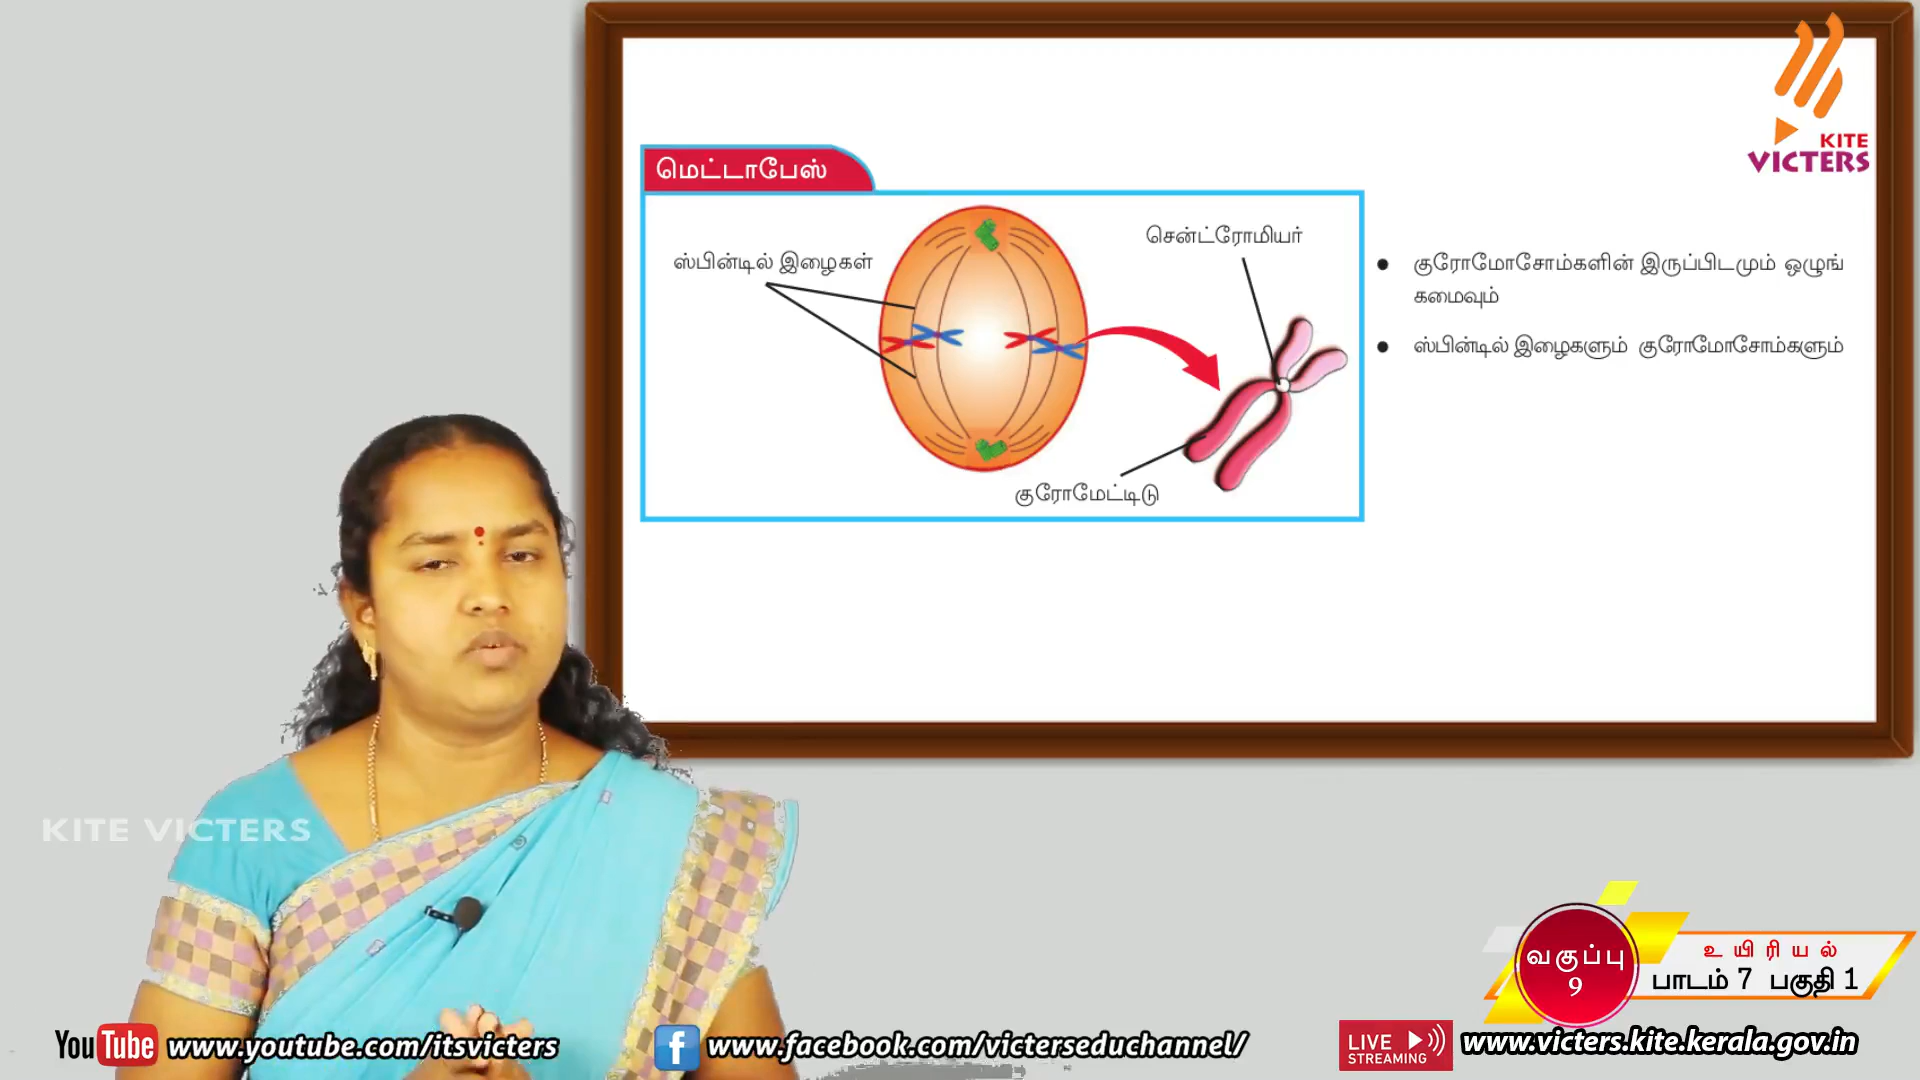 KITE
VICTERS
மெட்டாபேஸ்
ஸ்பின்டில் இழைகள்
சென்ட்ரோமியர்
குரோமேட்டிடு
● குரோமோசோம்களின் இருப்பிடமும் ஒழுங்
கமைவும்
● ஸ்பின்டில் இழைகளும் குரோமோசோம்களும்
KITE VICTERS
வகுப்பு
9
உயிரியல்
பாடம் 7 பகுதி 1
YouTube www.youtube.com/itsvicters
f www.facebook.com/victerseduchannel/
LIVE
STREAMING
www.victers.kite.kerala.gov.in